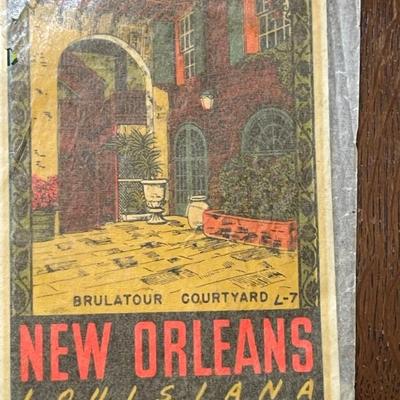 BRULATOUR COURTYARD L-7
NEW ORLEANS
LOUISIANA